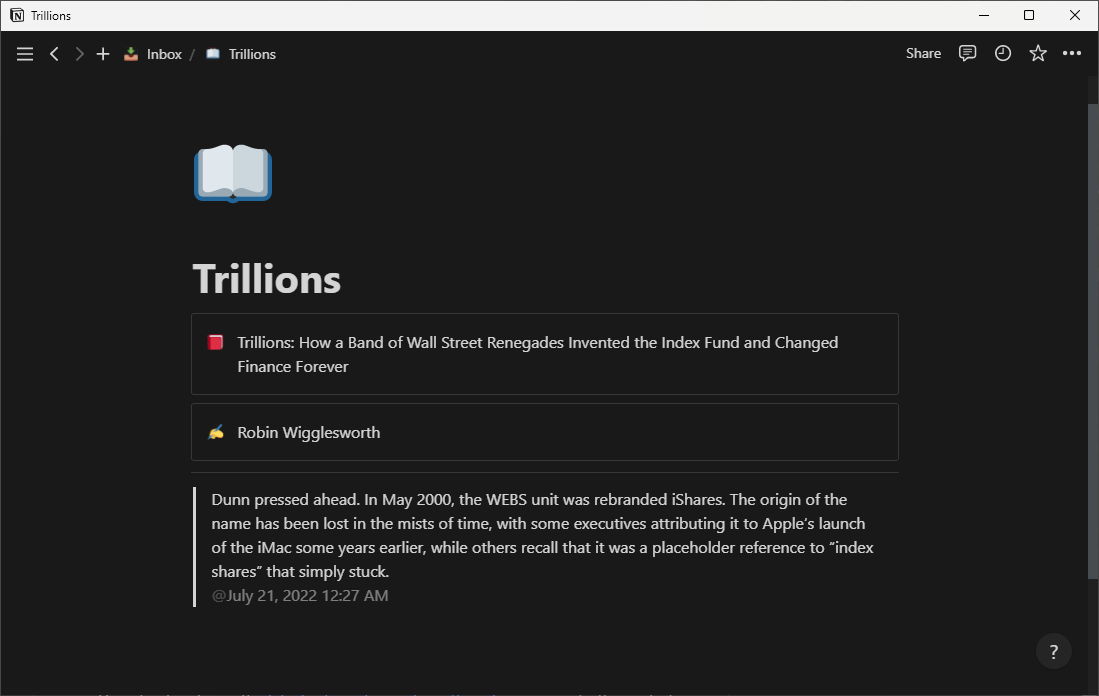 Trillions
Inbox / Trillions
Share
Trillions
Trillions: How a Band of Wall Street Renegades Invented the Index Fund and Changed
Finance Forever
Robin Wigglesworth
Dunn pressed ahead. In May 2000, the WEBS unit was rebranded iShares. The origin of the
name has been lost in the mists of time, with some executives attributing it to Apple’s launch
of the iMac some years earlier, while others recall that it was a placeholder reference to “index
shares” that simply stuck.
@July 21, 2022 12:27 AM
?